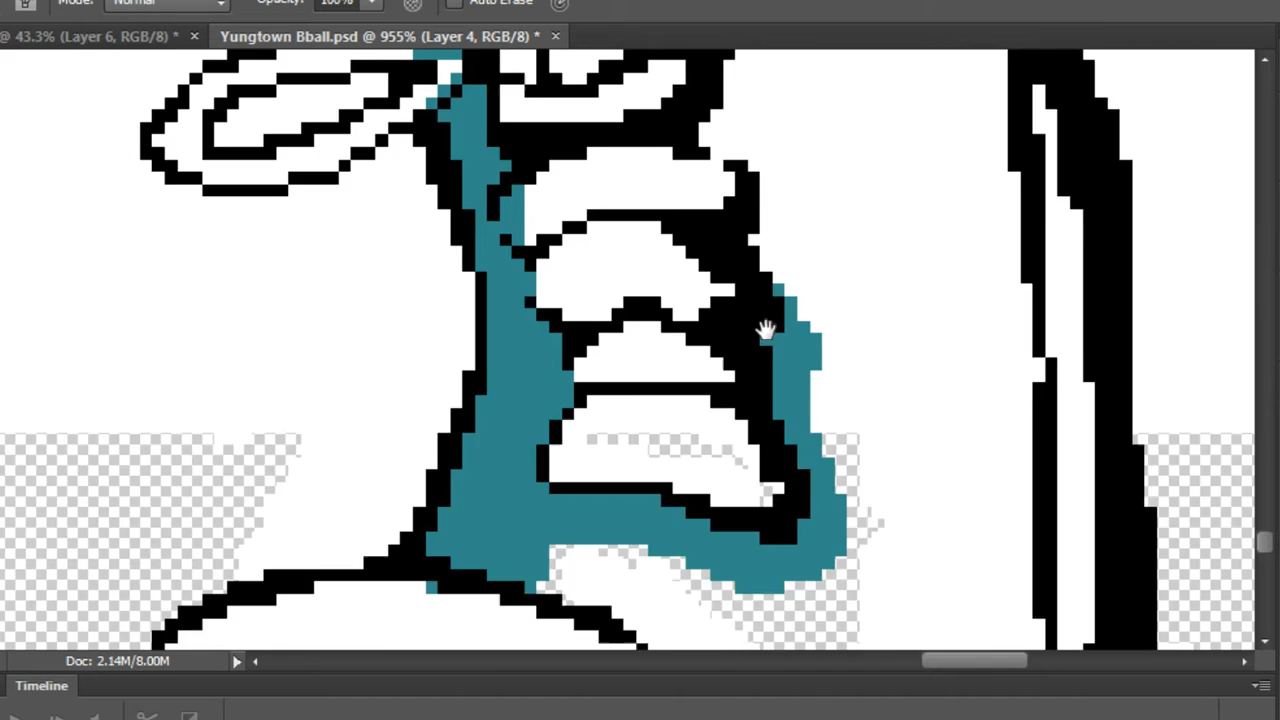 Mode: Normal Opacity: 100% Auto Erase
@ 43.3% (Layer 6, RGB/8) * × Yungtown Bball.psd @ 955% (Layer 4, RGB/8) * ×
Doc: 2.14M/8.00M
Timeline